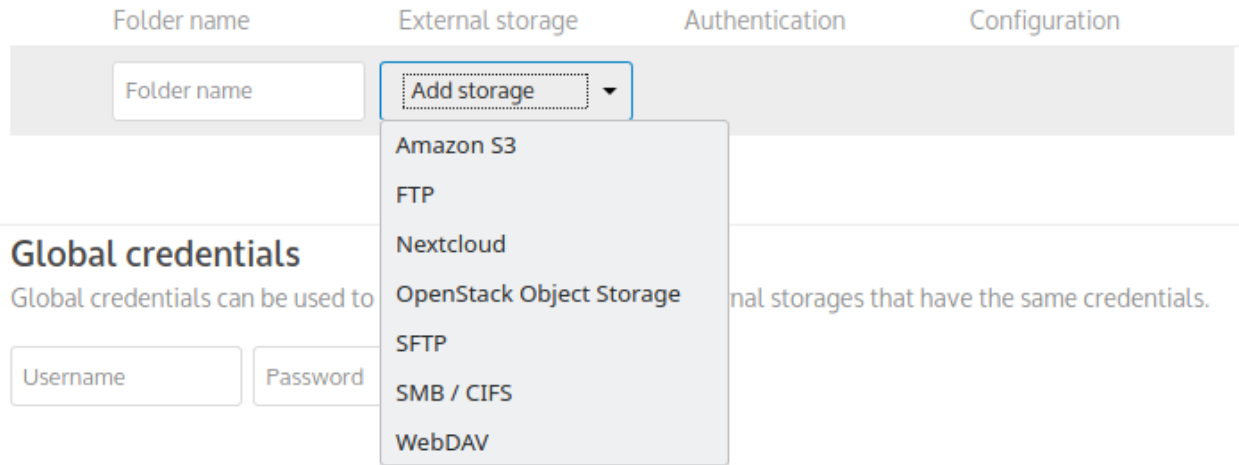 Folder name External storage Authentication Configuration
Folder name Add storage
Amazon S3
FTP
Nextcloud
OpenStack Object Storage
SFTP
SMB / CIFS
WebDAV
Global credentials
Global credentials can be used to nal storages that have the same credentials.
Username Password